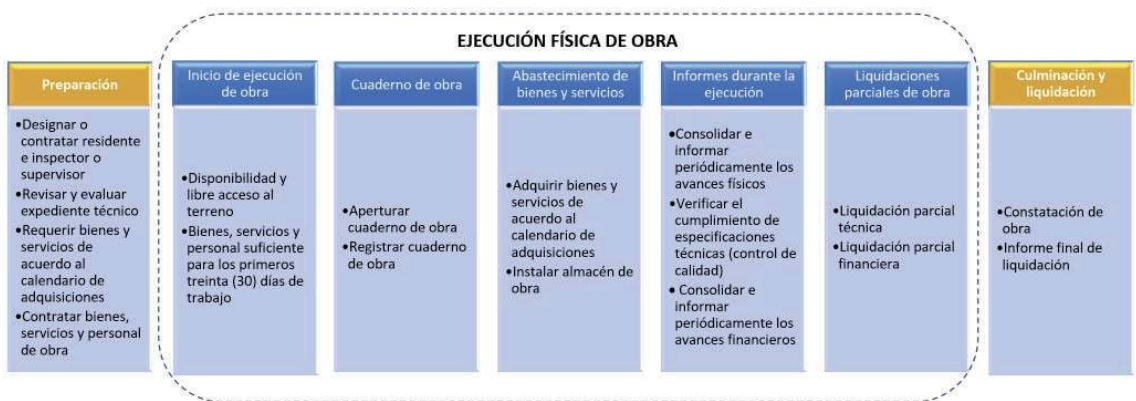 EJECUCIÓN FÍSICA DE OBRA
Preparación
•Designar o
contratar residente
e inspector o
supervisor
•Revisar y evaluar
expediente técnico
•Requerir bienes y
servicios de
acuerdo al
calendario de
adquisiciones
•Contratar bienes,
servicios y personal
de obra
Inicio de ejecución
de obra
•Disponibilidad y
libre acceso al
terreno
•Bienes, servicios y
personal suficiente
para los primeros
treinta (30) días de
trabajo
Cuaderno de obra
•Aperturar
cuaderno de obra
•Registrar cuaderno
de obra
Abastecimiento de
bienes y servicios
•Adquirir bienes y
servicios de
acuerdo al
calendario de
adquisiciones
•Instalar almacén de
obra
Informes durante la
ejecución
•Consolidar e
informar
periódicamente los
avances físicos
•Verificar el
cumplimiento de
especificaciones
técnicas (control de
calidad)
• Consolidar e
informar
periódicamente los
avances financieros
Liquidaciones
parciales de obra
•Liquidación parcial
técnica
•Liquidación parcial
financiera
Culminación y
liquidación
•Constatación de
obra
•Informe final de
liquidación